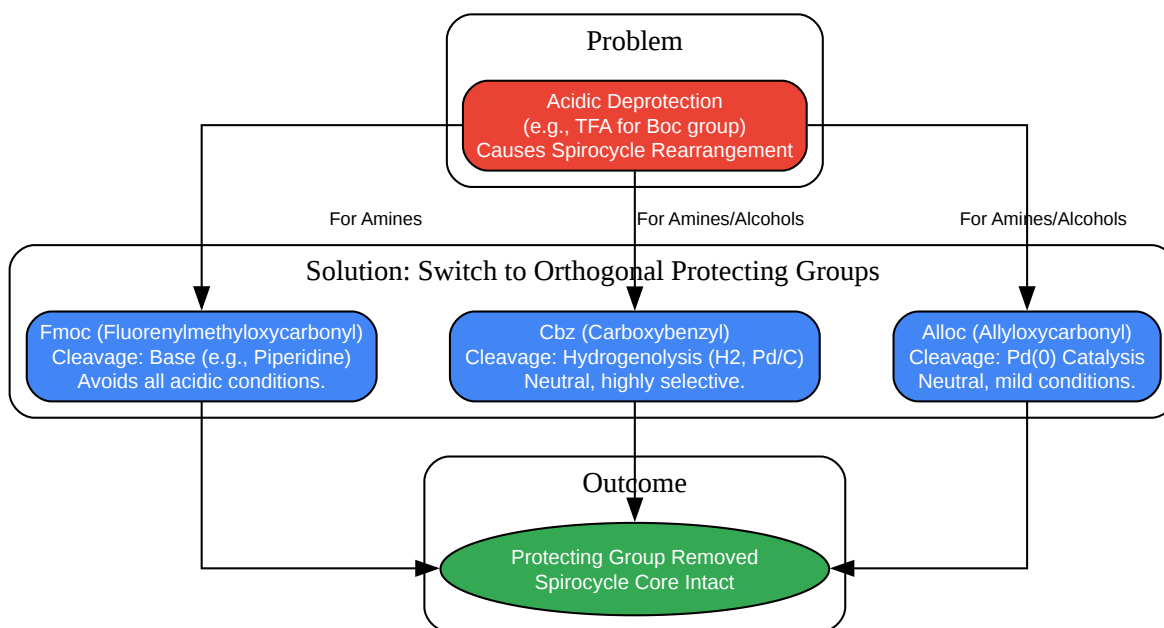 Problem
Acidic Deprotection
(e.g., TFA for Boc group)
Causes Spirocycle Rearrangement
For Amines
For Amines/Alcohols
For Amines/Alcohols
Solution: Switch to Orthogonal Protecting Groups
Fmoc (Fluorenylmethyloxycarbonyl)
Cleavage: Base (e.g., Piperidine)
Avoids all acidic conditions.
Cbz (Carboxybenzyl)
Cleavage: Hydrogenolysis (H2, Pd/C)
Neutral, highly selective.
Alloc (Allyloxycarbonyl)
Cleavage: Pd(0) Catalysis
Neutral, mild conditions.
Outcome
Protecting Group Removed
Spirocycle Core Intact